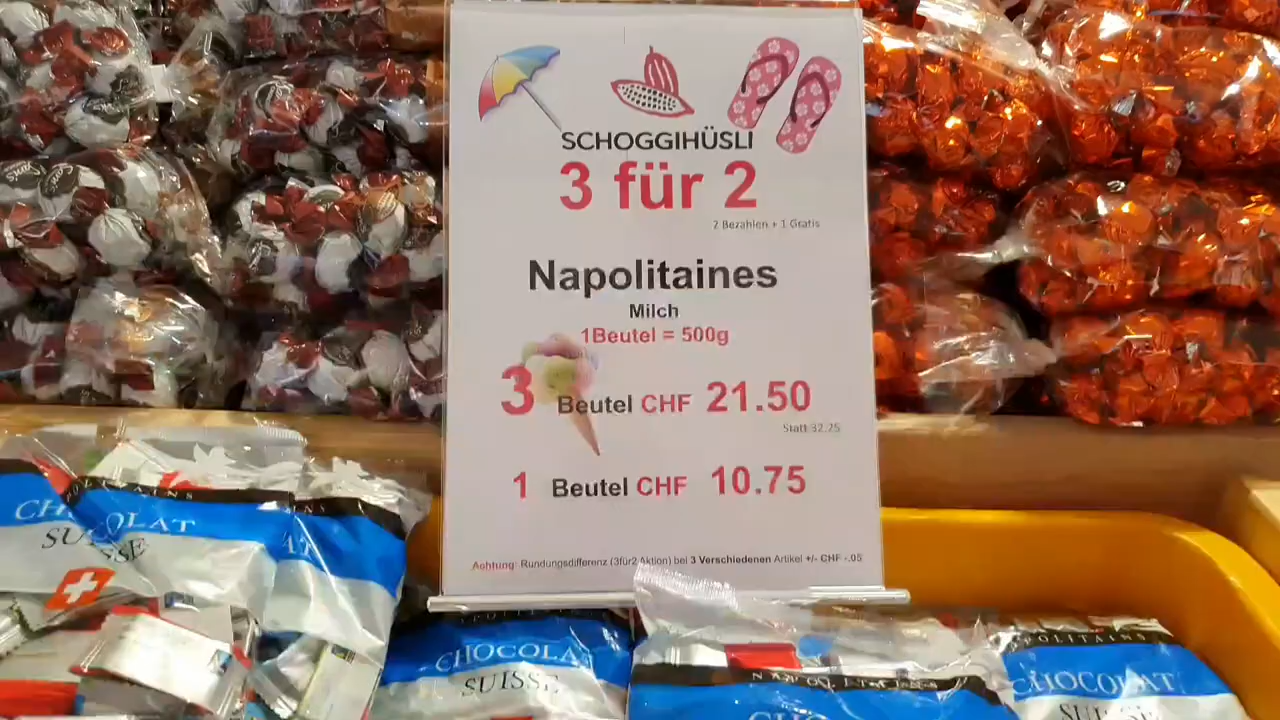 SCHOGGIHÜSLI
3 für 2
2 Bezahlen + 1 Gratis
Napolitaines
Milch
1Beutel = 500g
3 Beutel CHF 21.50
Statt 32.25
1 Beutel CHF 10.75
Achtung: Rundungsdifferenz (3für2 Aktion) bei 3 Verschiedenen Artikel +/- CHF -.05
CHOCOLAT
SUISSE
CHOCOLAT
SUISSE
NAPOLITAINS
CHOCOLAT
SUISSE